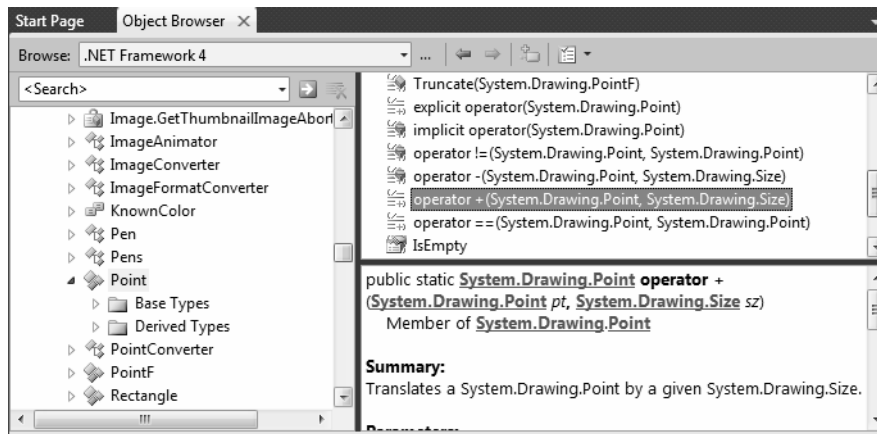 Start Page
Object Browser
Browse: .NET Framework 4
...
<Search>
Image.GetThumbnailImageAbort
ImageAnimator
ImageConverter
ImageFormatConverter
KnownColor
Pen
Pens
Point
Base Types
Derived Types
PointConverter
PointF
Rectangle
Truncate(System.Drawing.PointF)
explicit operator(System.Drawing.Point)
implicit operator(System.Drawing.Point)
operator !=(System.Drawing.Point, System.Drawing.Point)
operator -(System.Drawing.Point, System.Drawing.Size)
operator +(System.Drawing.Point, System.Drawing.Size)
operator ==(System.Drawing.Point, System.Drawing.Point)
IsEmpty
public static System.Drawing.Point operator +
(System.Drawing.Point pt, System.Drawing.Size sz)
Member of System.Drawing.Point
Summary:
Translates a System.Drawing.Point by a given System.Drawing.Size.